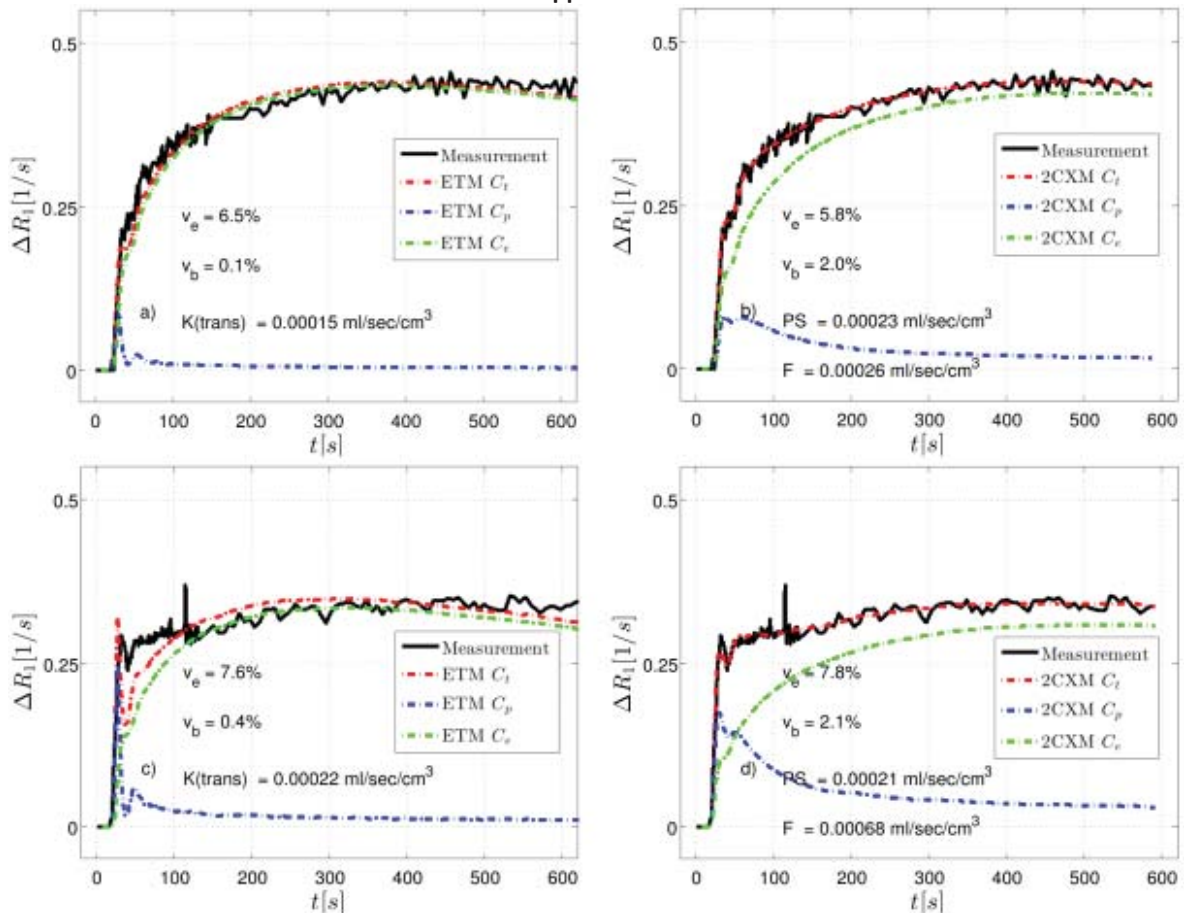 0.5
0.25
0
ΔR₁[1/s]
Measurement
ETM Cₜ
ETM Cₚ
ETM Cₑ
vₑ = 6.5%
v_b = 0.1%
a)
K(trans) = 0.00015 ml/sec/cm³
0 100 200 300 400 500 600
t[s]
0.5
0.25
0
ΔR₁[1/s]
Measurement
2CXM Cₜ
2CXM Cₚ
2CXM Cₑ
vₑ = 5.8%
v_b = 2.0%
b)
PS = 0.00023 ml/sec/cm³
F = 0.00026 ml/sec/cm³
0 100 200 300 400 500 600
t[s]
0.5
0.25
0
ΔR₁[1/s]
Measurement
ETM Cₜ
ETM Cₚ
ETM Cₑ
vₑ = 7.6%
v_b = 0.4%
c)
K(trans) = 0.00022 ml/sec/cm³
0 100 200 300 400 500 600
t[s]
0.5
0.25
0
ΔR₁[1/s]
Measurement
2CXM Cₜ
2CXM Cₚ
2CXM Cₑ
vₑ = 7.8%
v_b = 2.1%
d)
PS = 0.00021 ml/sec/cm³
F = 0.00068 ml/sec/cm³
0 100 200 300 400 500 600
t[s]